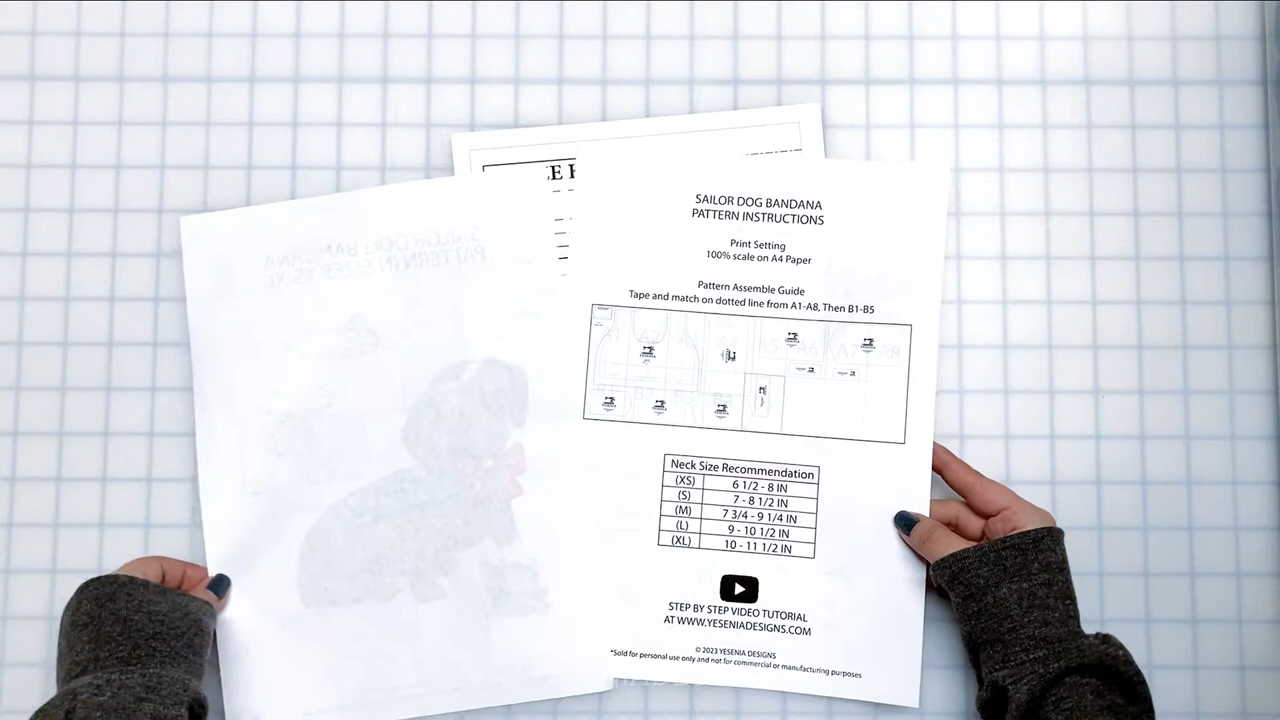 SAILOR DOG BANDANA
PATTERN INSTRUCTIONS
Print Setting
100% scale on A4 Paper
Pattern Assemble Guide
Tape and match on dotted line from A1-A8, Then B1-B5
Neck Size Recommendation
(XS) 6 1/2 - 8 IN
(S) 7 - 8 1/2 IN
(M) 7 3/4 - 9 1/4 IN
(L) 9 - 10 1/2 IN
(XL) 10 - 11 1/2 IN
STEP BY STEP VIDEO TUTORIAL
AT WWW.YESENIADESIGNS.COM
© 2023 YESENIA DESIGNS
*Sold for personal use only and not for commercial or manufacturing purposes